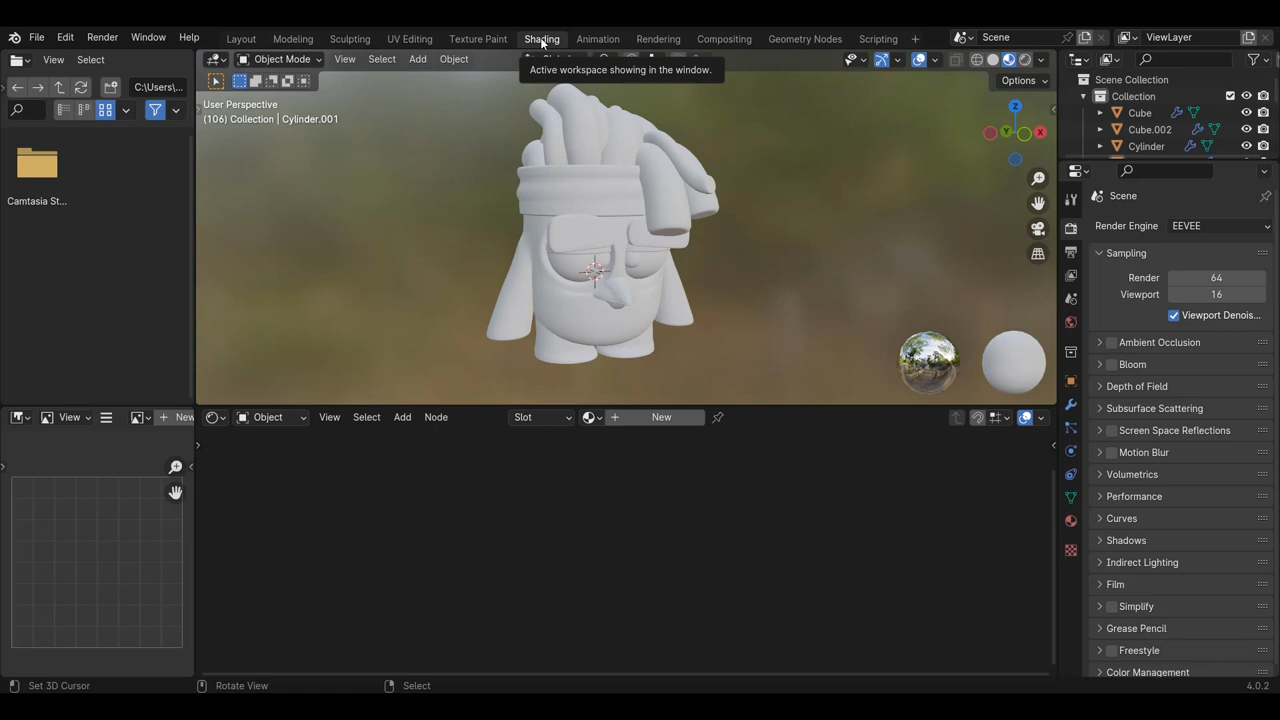 File Edit Render Window Help Layout Modeling Sculpting UV Editing Texture Paint Shading Animation Rendering Compositing Geometry Nodes Scripting + Scene ViewLayer
View Select
Object Mode View Select Add Object
Active workspace showing in the window.
C:\Users\...
Options
User Perspective
(106) Collection | Cylinder.001
X
Y
Z
Camtasia St...
Scene Collection
Collection
Cube
Cube.002
Cylinder
Scene
Render Engine EEVEE
Sampling
Render 64
Viewport 16
Viewport Denois...
Ambient Occlusion
Bloom
Depth of Field
Subsurface Scattering
Screen Space Reflections
Motion Blur
Volumetrics
Performance
Curves
Shadows
Indirect Lighting
Film
Simplify
Grease Pencil
Freestyle
Color Management
View New
Object View Select Add Node Slot New
Set 3D Cursor Rotate View Select 4.0.2